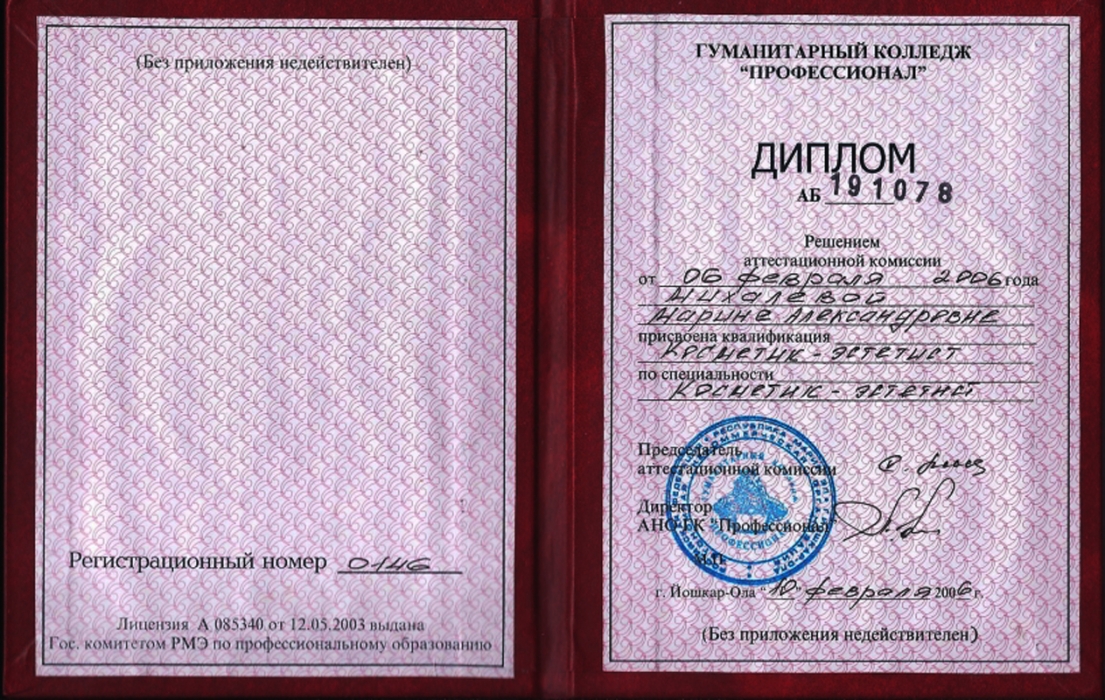 (Без приложения недействителен)
Регистрационный номер 0146
Лицензия А 085340 от 12.05.2003 выдана
Гос. комитетом РМЭ по профессиональному образованию
ГУМАНИТАРНЫЙ КОЛЛЕДЖ
"ПРОФЕССИОНАЛ"
ДИПЛОМ
АБ 191078
Решением
аттестационной комиссии
от 06 февраля 2006 года
Михалевой
Марине Александровне
присвоена квалификация
Косметик - эстетист
по специальности
Косметик - эстетист
Председатель
аттестационной комиссии
Директор
АНО ГК "Профессионал"
М.П.
г. Йошкар-Ола "10" февраля 2006 г.
(Без приложения недействителен)